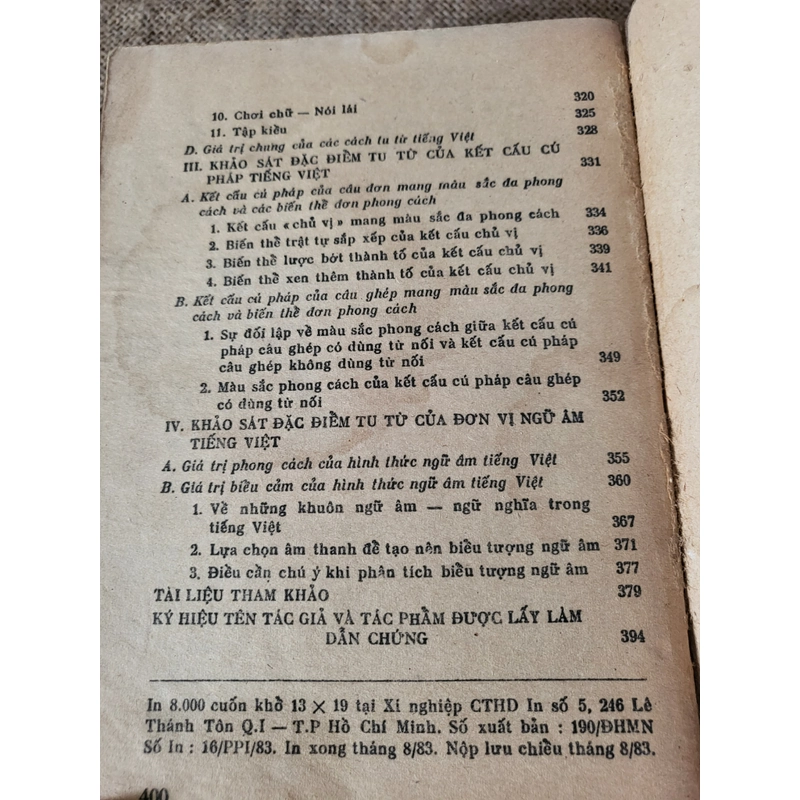 320
10. Chơi chữ — Nói lái 325
11. Tập kiều 328
D. Giá trị chung của các cách tu từ tiếng Việt
III. KHẢO SÁT ĐẶC ĐIỂM TU TỪ CỦA KẾT CẤU CÚ
PHÁP TIẾNG VIỆT 331
A. Kết cấu cú pháp của câu đơn mang màu sắc đa phong
cách và các biến thể đơn phong cách
1. Kết cấu «chủ vị» mang màu sắc đa phong cách 334
2. Biến thể trật tự sắp xếp của kết cấu chủ vị 336
3. Biến thể lược bớt thành tố của kết cấu chủ vị 339
4. Biến thể xen thêm thành tố của kết cấu chủ vị 341
B. Kết cấu cú pháp của câu ghép mang màu sắc đa phong
cách và biến thể đơn phong cách
1. Sự đối lập về màu sắc phong cách giữa kết cấu cú
pháp câu ghép có dùng từ nối và kết cấu cú pháp
câu ghép không dùng từ nối 349
2. Màu sắc phong cách của kết cấu cú pháp câu ghép
có dùng từ nối 352
IV. KHẢO SÁT ĐẶC ĐIỂM TU TỪ CỦA ĐƠN VỊ NGỮ ÂM
TIẾNG VIỆT
A. Giá trị phong cách của hình thức ngữ âm tiếng Việt 355
B. Giá trị biểu cảm của hình thức ngữ âm tiếng Việt 360
1. Về những khuôn ngữ âm — ngữ nghĩa trong
tiếng Việt 367
2. Lựa chọn âm thanh để tạo nên biểu tượng ngữ âm 371
3. Điều cần chú ý khi phân tích biểu tượng ngữ âm 377
TÀI LIỆU THAM KHẢO 379
KÝ HIỆU TÊN TÁC GIẢ VÀ TÁC PHẨM ĐƯỢC LẤY LÀM
DẪN CHỨNG 394
In 8.000 cuốn khổ 13 × 19 tại Xí nghiệp CTHD In số 5, 246 Lê
Thánh Tôn Q.I — T.P Hồ Chí Minh. Số xuất bản : 190/ĐHMN
Số In : 16/PPI/83. In xong tháng 8/83. Nộp lưu chiểu tháng 8/83.
400